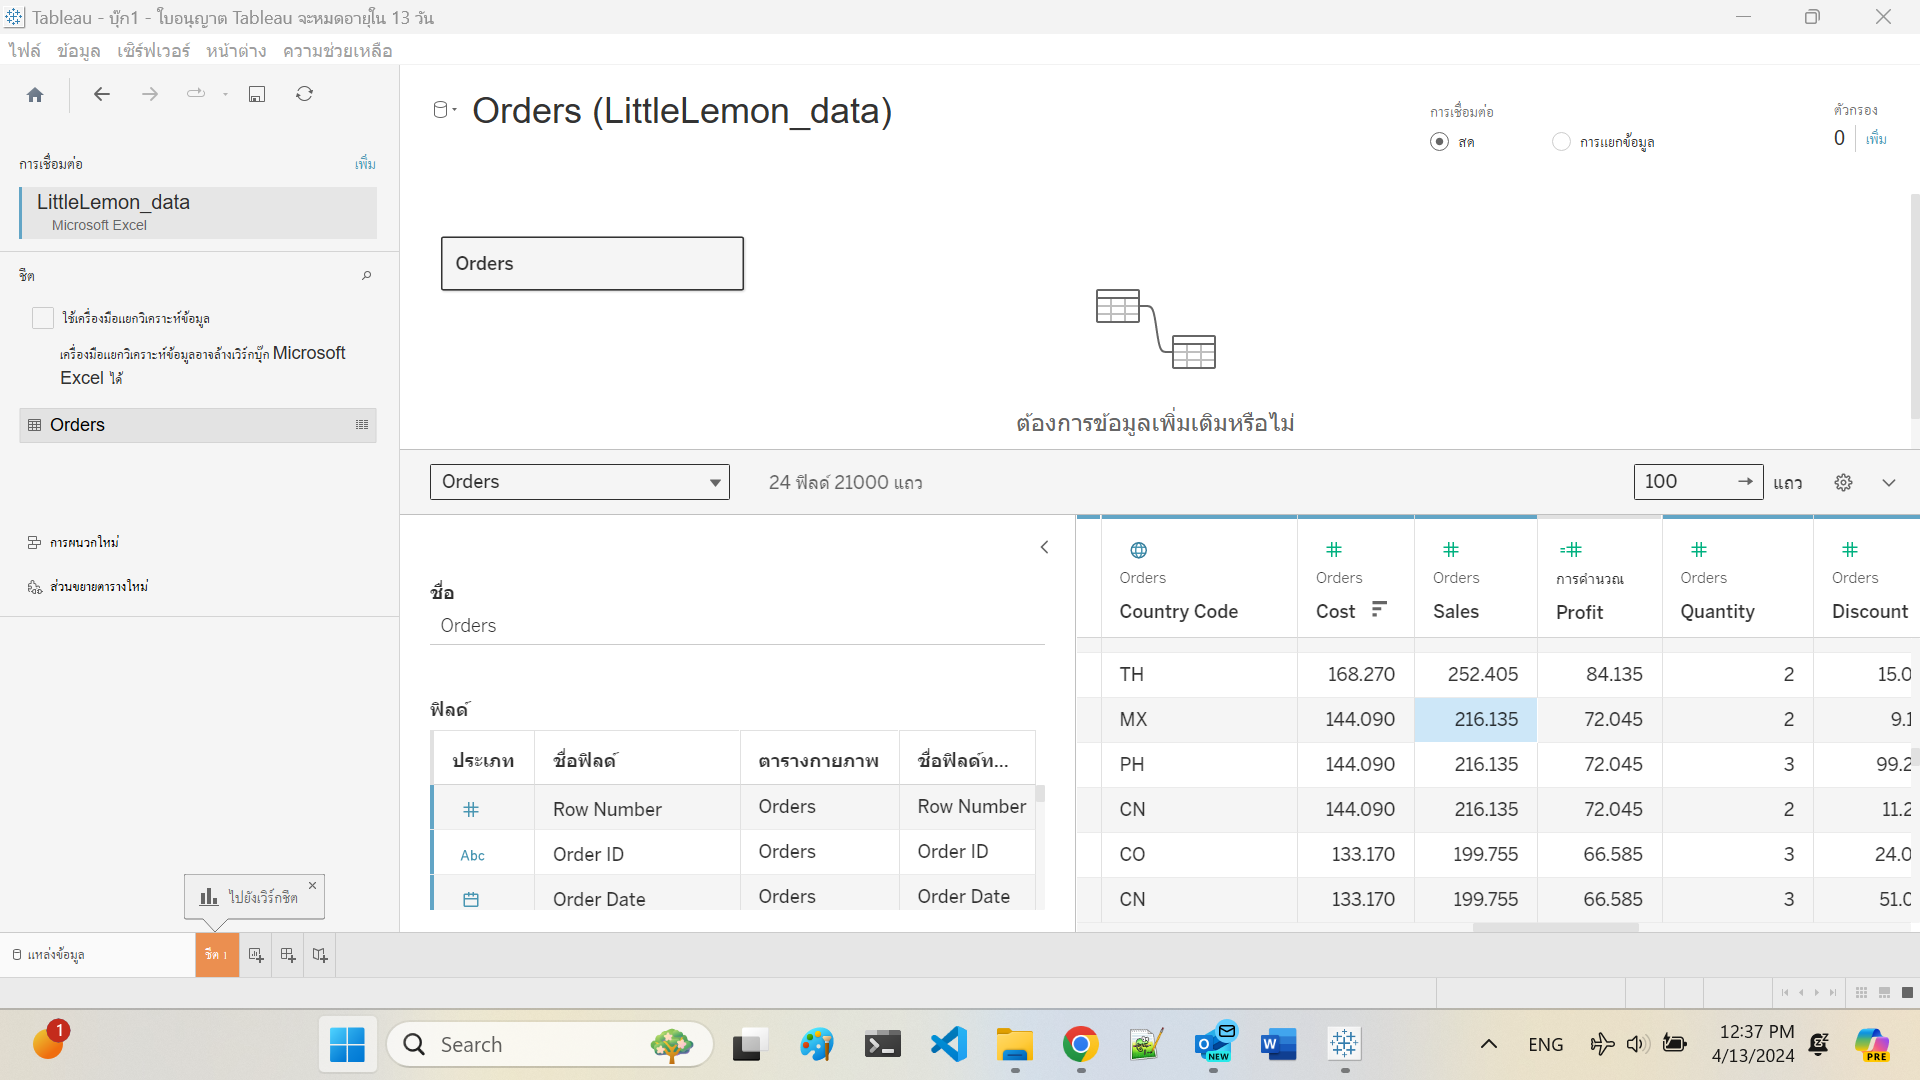 Tableau - บุ๊ก1 - ใบอนุญาต Tableau จะหมดอายุใน 13 วัน
ไฟล์ ข้อมูล เซิร์ฟเวอร์ หน้าต่าง ความช่วยเหลือ
การเชื่อมต่อ เพิ่ม
LittleLemon_data
Microsoft Excel
ชีต
ใช้เครื่องมือแยกวิเคราะห์ข้อมูล
เครื่องมือแยกวิเคราะห์ข้อมูลอาจล้างเวิร์กบุ๊ก Microsoft
Excel ได้
Orders
การผนวกใหม่
ส่วนขยายตารางใหม่
Orders (LittleLemon_data)
การเชื่อมต่อ
สด การแยกข้อมูล
ตัวกรอง
0 เพิ่ม
Orders
ต้องการข้อมูลเพิ่มเติมหรือไม่
Orders 24 ฟิลด์ 21000 แถว 100 แถว
ชื่อ
Orders
ฟิลด์
ประเภท ชื่อฟิลด์ ตารางกายภาพ ชื่อฟิลด์ท...
Row Number Orders Row Number
Abc Order ID Orders Order ID
Order Date Orders Order Date
Orders Orders Orders การคำนวณ Orders Orders
Country Code Cost Sales Profit Quantity Discount
TH 168.270 252.405 84.135 2 15.0
MX 144.090 216.135 72.045 2 9.1
PH 144.090 216.135 72.045 3 99.2
CN 144.090 216.135 72.045 2 11.2
CO 133.170 199.755 66.585 3 24.0
CN 133.170 199.755 66.585 3 51.0
ไปยังเวิร์กชีต
แหล่งข้อมูล ชีต 1
1 Search NEW W ENG 12:37 PM
4/13/2024 PRE